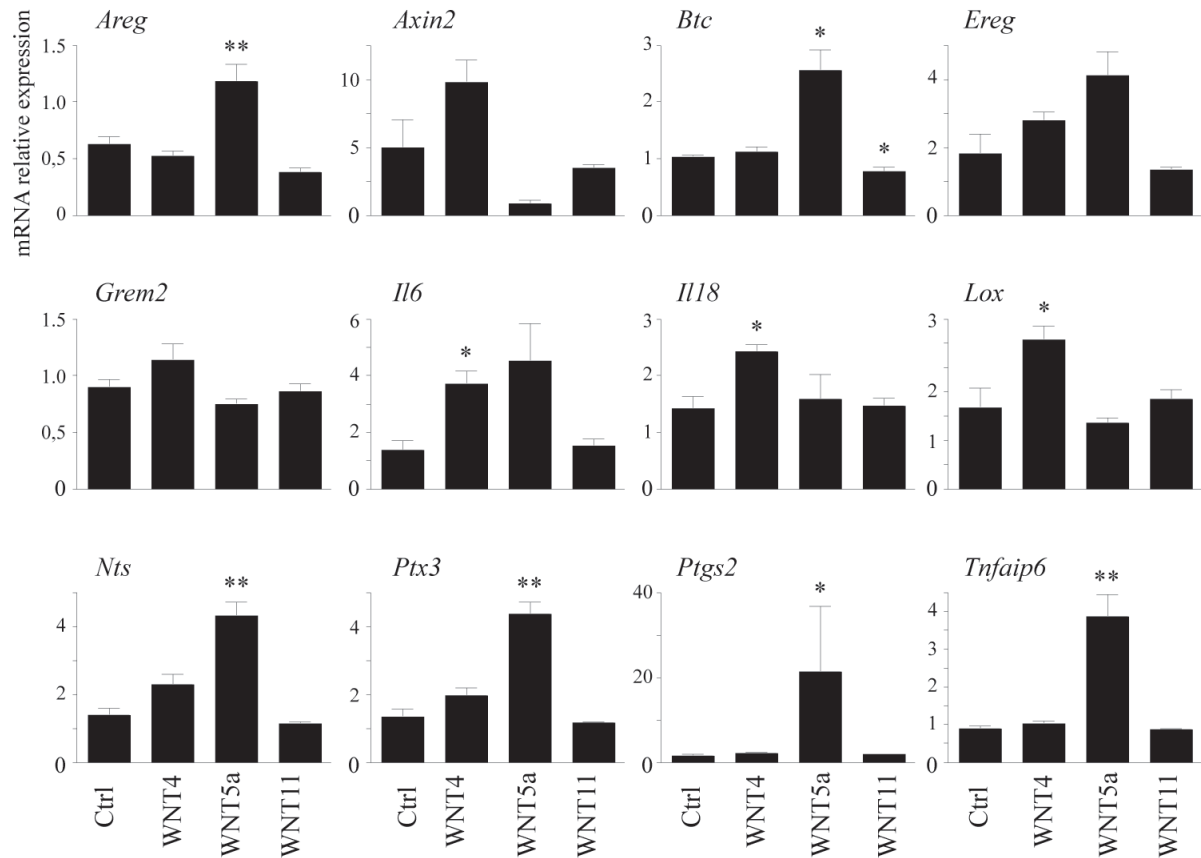 mRNA relative expression
Areg
**
1.5
1.0
0,5
0
Axin2
10
5
0
Btc
*
*
3
2
1
0
Ereg
4
2
0
Grem2
1.5
1.0
0,5
0
Il6
*
6
4
2
0
Il18
*
3
2
1
0
Lox
*
3
2
1
0
Nts
**
4
2
0
Ptx3
**
4
2
0
Ptgs2
*
40
20
0
Tnfaip6
**
4
3
2
1
0
Ctrl
WNT4
WNT5a
WNT11
Ctrl
WNT4
WNT5a
WNT11
Ctrl
WNT4
WNT5a
WNT11
Ctrl
WNT4
WNT5a
WNT11